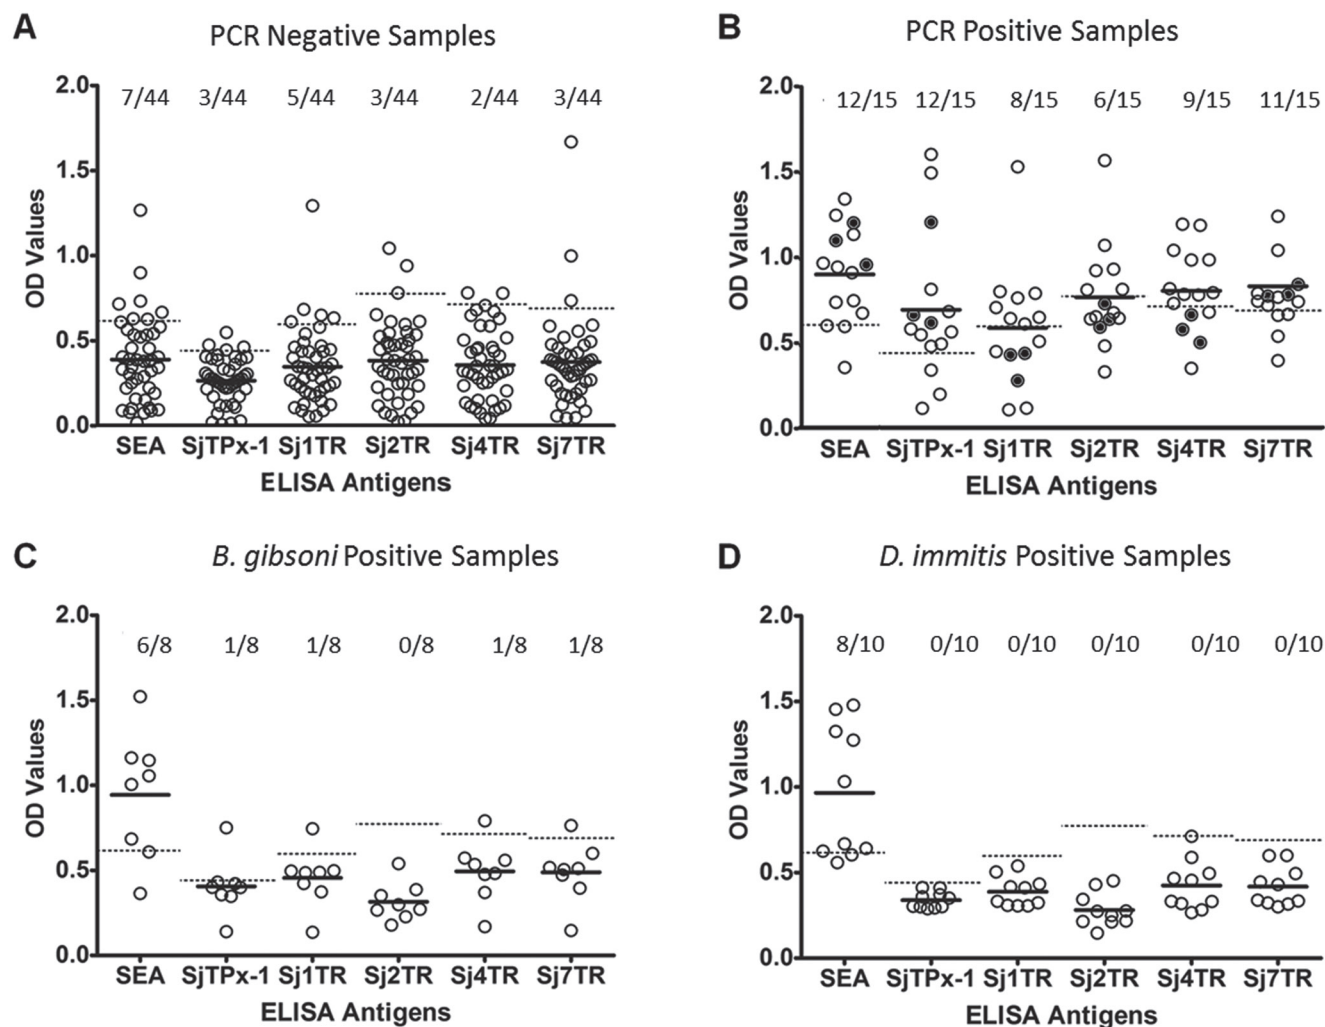 A
PCR Negative Samples
2.0
1.5
1.0
0.5
0.0
OD Values
7/44 3/44 5/44 3/44 2/44 3/44
SEA SjTPx-1 Sj1TR Sj2TR Sj4TR Sj7TR
ELISA Antigens
B
PCR Positive Samples
2.0
1.5
1.0
0.5
0.0
OD Values
12/15 12/15 8/15 6/15 9/15 11/15
SEA SjTPx-1 Sj1TR Sj2TR Sj4TR Sj7TR
ELISA Antigens
C
B. gibsoni Positive Samples
2.0
1.5
1.0
0.5
0.0
OD Values
6/8 1/8 1/8 0/8 1/8 1/8
SEA SjTPx-1 Sj1TR Sj2TR Sj4TR Sj7TR
ELISA Antigens
D
D. immitis Positive Samples
2.0
1.5
1.0
0.5
0.0
OD Values
8/10 0/10 0/10 0/10 0/10 0/10
SEA SjTPx-1 Sj1TR Sj2TR Sj4TR Sj7TR
ELISA Antigens